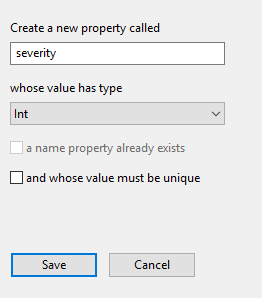 Create a new property called
severity
whose value has type
Int
a name property already exists
and whose value must be unique
Save
Cancel